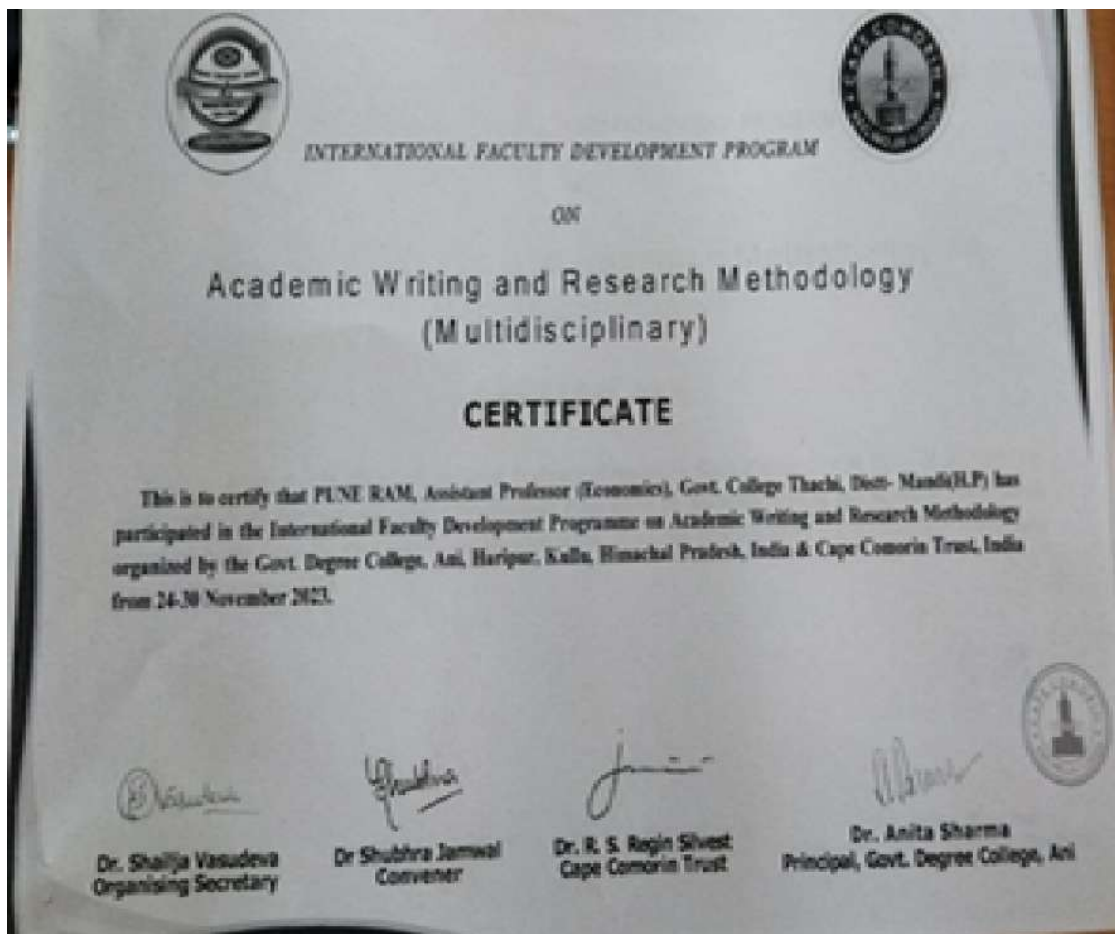 CAPE COMORIN
INTERNATIONAL FACULTY DEVELOPMENT PROGRAM
ON
Academic Writing and Research Methodology
(Multidisciplinary)
CERTIFICATE
This is to certify that PUNE RAM, Assistant Professor (Economics), Govt. College Thachi, Distt- Mandi(H.P) has
participated in the International Faculty Development Programme on Academic Writing and Research Methodology
organized by the Govt. Degree College, Ani, Haripur, Kullu, Himachal Pradesh, India & Cape Comorin Trust, India
from 24-30 November 2023.
CAPE COMORIN
Dr. Shailja Vasudeva
Organising Secretary
Dr Shubhra Jamwal
Convener
Dr. R. S. Regin Silvest
Cape Comorin Trust
Dr. Anita Sharma
Principal, Govt. Degree College, Ani